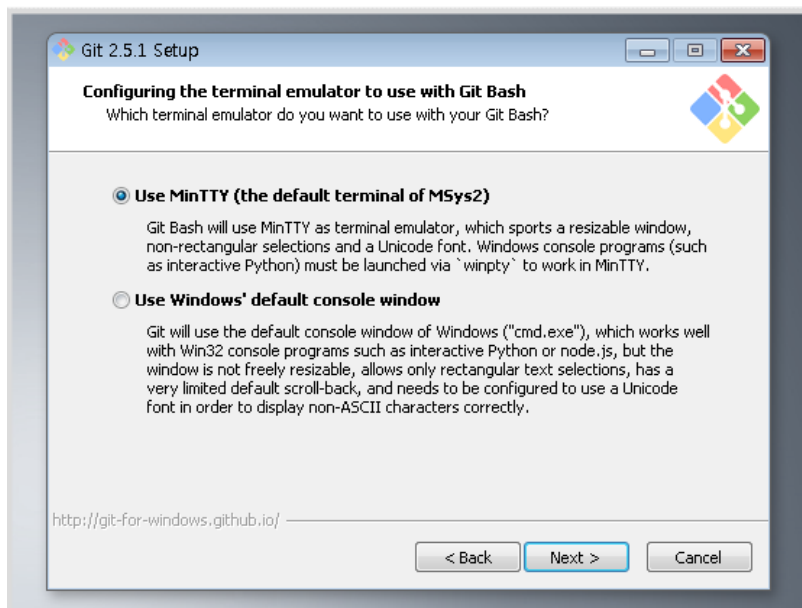 Git 2.5.1 Setup
Configuring the terminal emulator to use with Git Bash
Which terminal emulator do you want to use with your Git Bash?
Use MinTTY (the default terminal of MSys2)
Git Bash will use MinTTY as terminal emulator, which sports a resizable window,
non-rectangular selections and a Unicode font. Windows console programs (such
as interactive Python) must be launched via `winpty` to work in MinTTY.
Use Windows' default console window
Git will use the default console window of Windows ("cmd.exe"), which works well
with Win32 console programs such as interactive Python or node.js, but the
window is not freely resizable, allows only rectangular text selections, has a
very limited default scroll-back, and needs to be configured to use a Unicode
font in order to display non-ASCII characters correctly.
http://git-for-windows.github.io/
< Back Next > Cancel